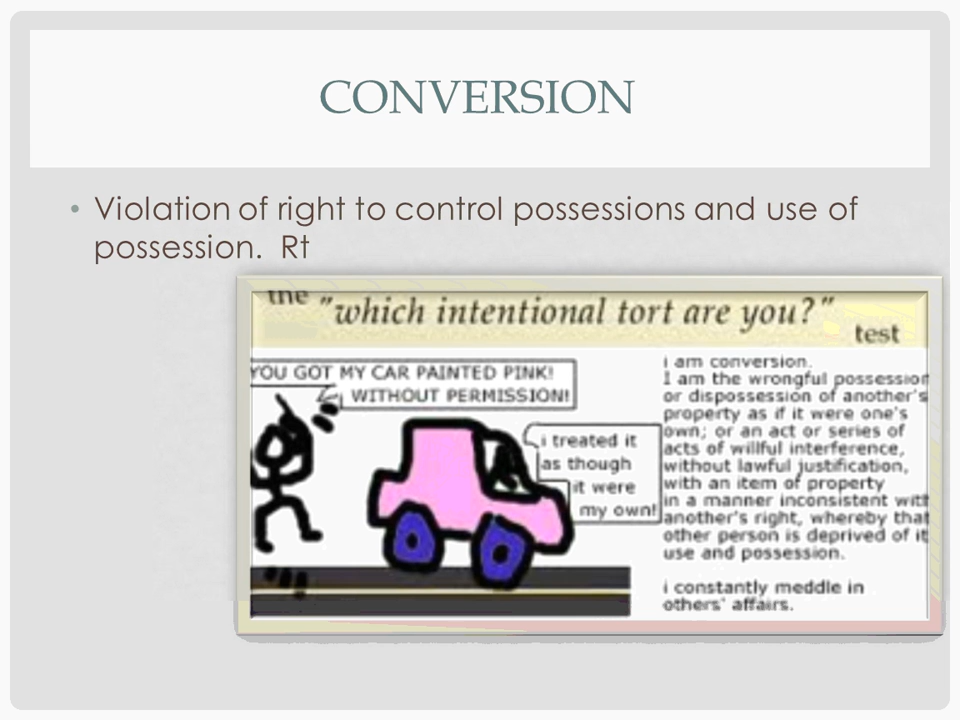 CONVERSION
• Violation of right to control possessions and use of
possession. Rt
the "which intentional tort are you?"
test
YOU GOT MY CAR PAINTED PINK!
WITHOUT PERMISSION!
i treated it
as though
it were
my own!
i am conversion.
I am the wrongful possession
or dispossession of another's
property as if it were one's
own; or an act or series of
acts of willful interference,
without lawful justification,
with an item of property
in a manner inconsistent with
another's right, whereby that
other person is deprived of it
use and possession.
i constantly meddle in
others' affairs.